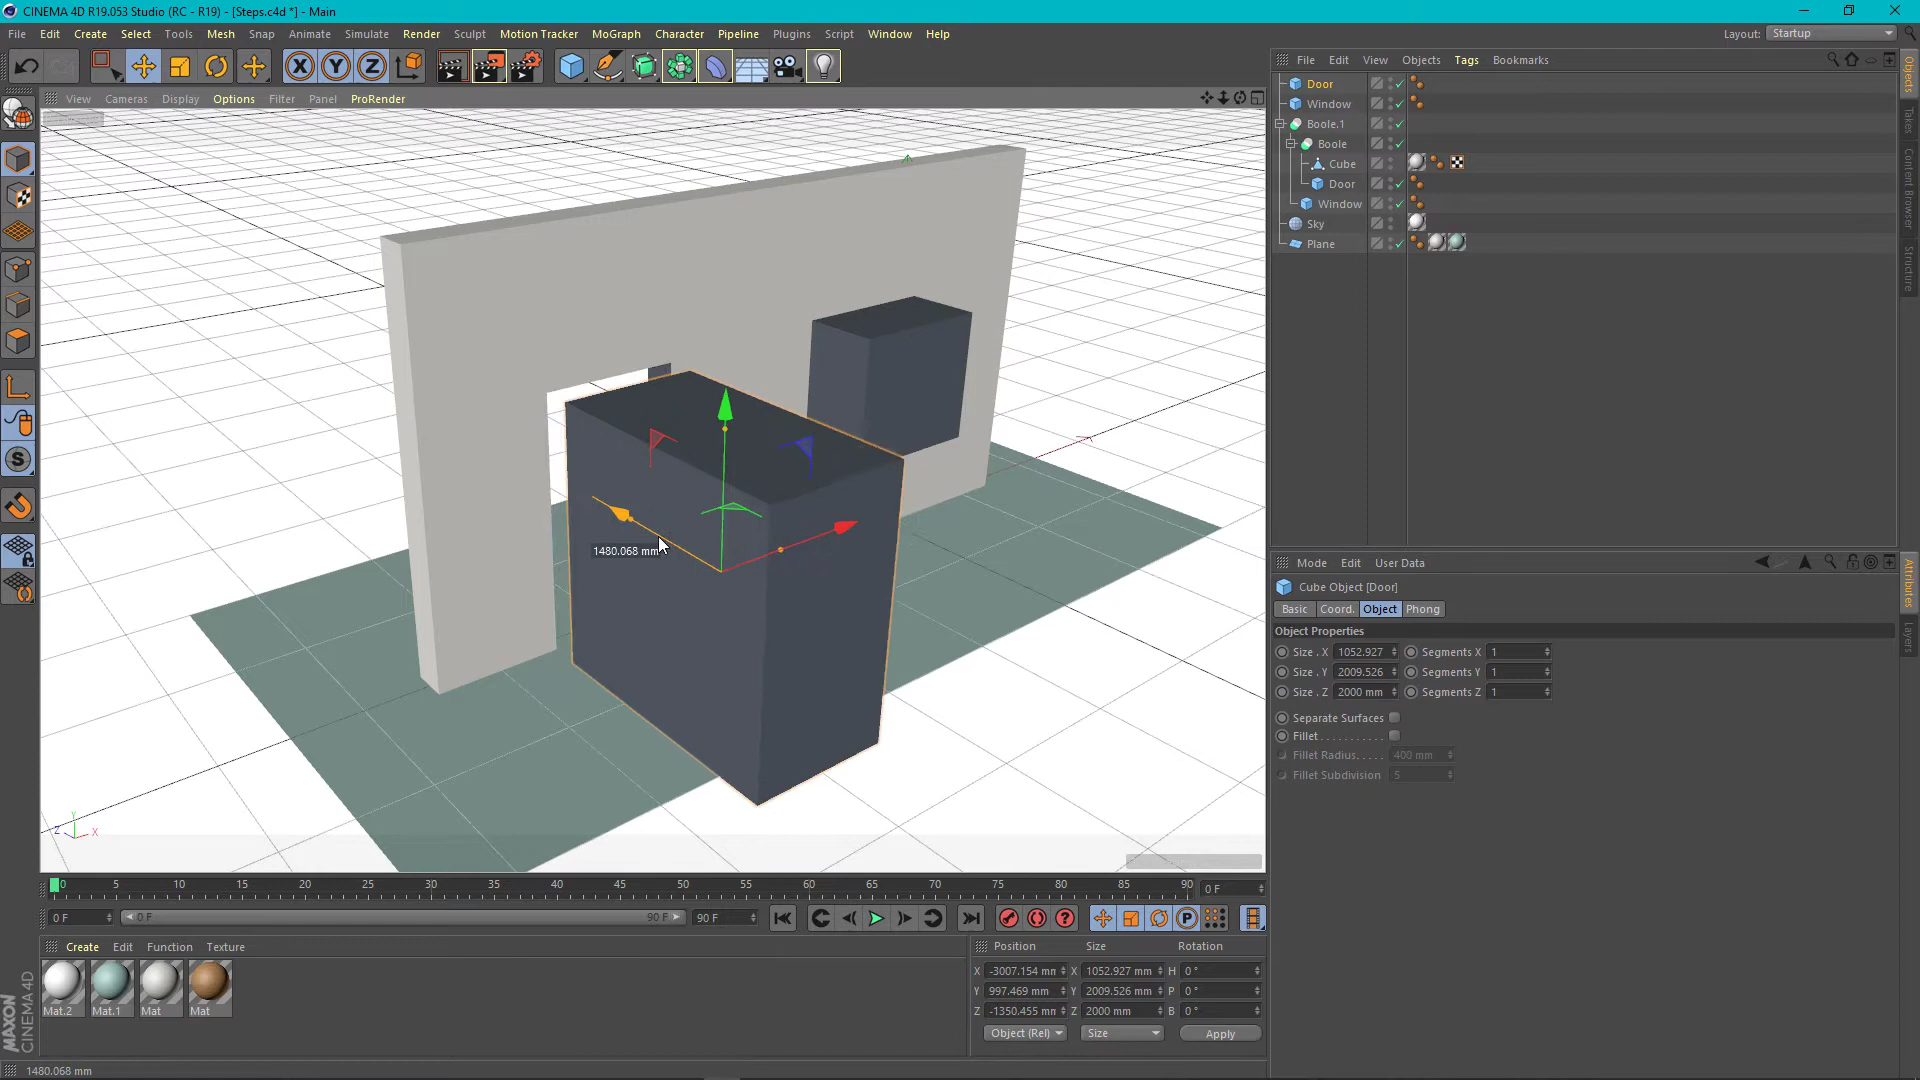 CINEMA 4D R19.053 Studio (RC - R19) - [Steps.c4d *] - Main
File Edit Create Select Tools Mesh Snap Animate Simulate Render Sculpt Motion Tracker MoGraph Character Pipeline Plugins Script Window Help
Layout: Startup
X Y Z
View Cameras Display Options Filter Panel ProRender
File Edit View Objects Tags Bookmarks
Door
Window
Boole.1
Boole
Cube
Door
Window
Sky
Plane
Objects
Takes
Content Browser
Structure
S
1480.068 mm
Y
Z X
Mode Edit User Data
Cube Object [Door]
Basic Coord. Object Phong
Object Properties
Size . X 1052.927 Segments X 1
Size . Y 2009.526 Segments Y 1
Size . Z 2000 mm Segments Z 1
Separate Surfaces
Fillet . . . . . . . . . . .
Fillet Radius. . . . . 400 mm
Fillet Subdivision 5
Attributes
Layers
0 5 10 15 20 25 30 35 40 45 50 55 60 65 70 75 80 85 90 0 F
0 F 0 F 90 F 90 F
P
Create Edit Function Texture
Mat.2 Mat.1 Mat Mat
Position Size Rotation
X -3007.154 mm X 1052.927 mm H 0 °
Y 997.469 mm Y 2009.526 mm P 0 °
Z -1350.455 mm Z 2000 mm B 0 °
Object (Rel) Size Apply
MAXON
CINEMA 4D
1480.068 mm